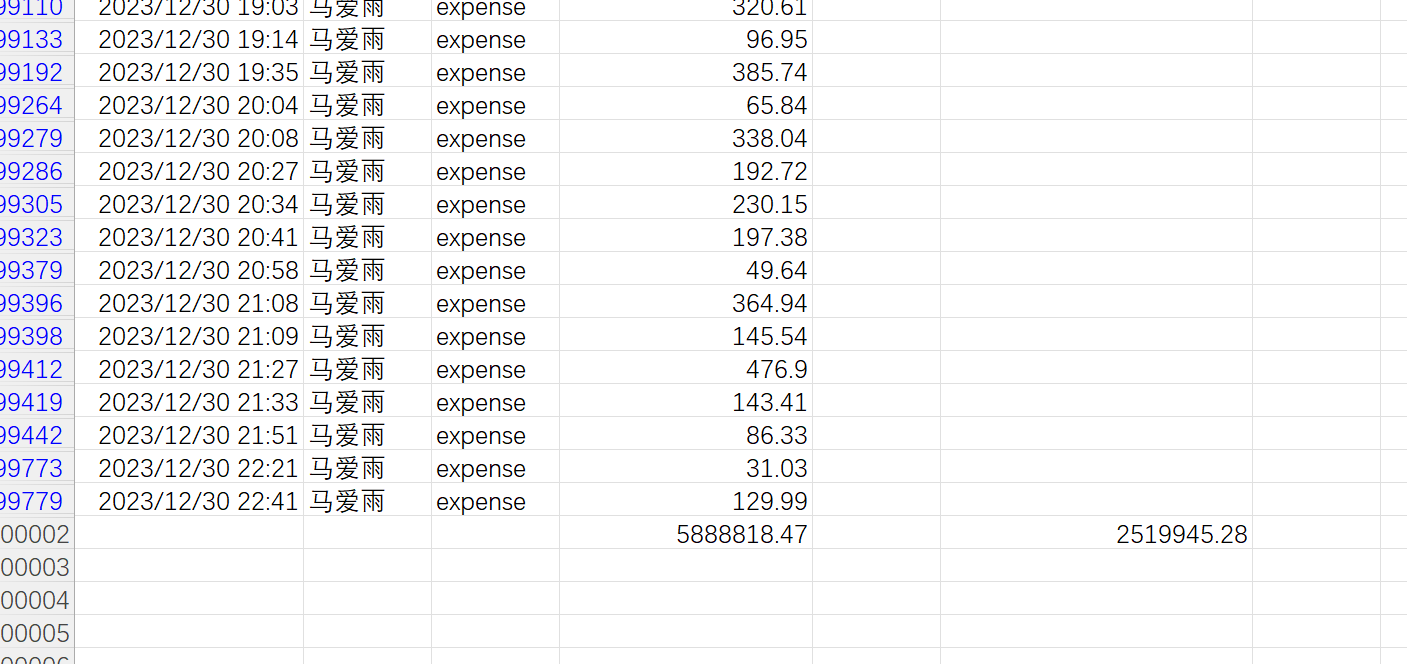 99110 2023/12/30 19:03 马爱雨 expense 320.61
99133 2023/12/30 19:14 马爱雨 expense 96.95
99192 2023/12/30 19:35 马爱雨 expense 385.74
99264 2023/12/30 20:04 马爱雨 expense 65.84
99279 2023/12/30 20:08 马爱雨 expense 338.04
99286 2023/12/30 20:27 马爱雨 expense 192.72
99305 2023/12/30 20:34 马爱雨 expense 230.15
99323 2023/12/30 20:41 马爱雨 expense 197.38
99379 2023/12/30 20:58 马爱雨 expense 49.64
99396 2023/12/30 21:08 马爱雨 expense 364.94
99398 2023/12/30 21:09 马爱雨 expense 145.54
99412 2023/12/30 21:27 马爱雨 expense 476.9
99419 2023/12/30 21:33 马爱雨 expense 143.41
99442 2023/12/30 21:51 马爱雨 expense 86.33
99773 2023/12/30 22:21 马爱雨 expense 31.03
99779 2023/12/30 22:41 马爱雨 expense 129.99
00002 5888818.47 2519945.28
00003
00004
00005